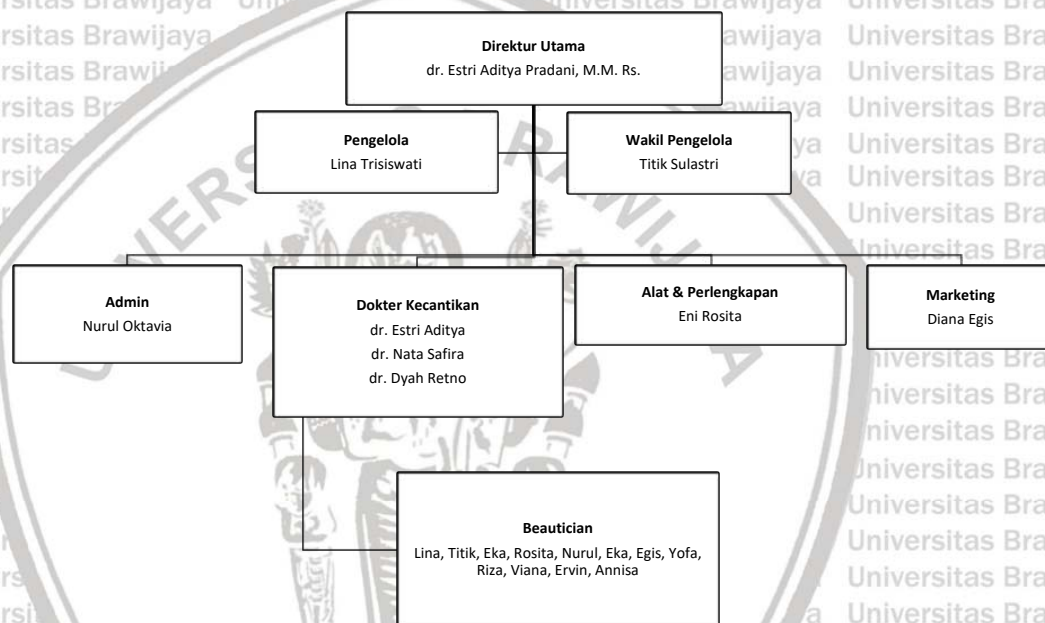 Direktur Utama
dr. Estri Aditya Pradani, M.M. Rs.
Pengelola
Lina Trisiswati
Wakil Pengelola
Titik Sulastri
Admin
Nurul Oktavia
Dokter Kecantikan
dr. Estri Aditya
dr. Nata Safira
dr. Dyah Retno
Alat & Perlengkapan
Eni Rosita
Marketing
Diana Egis
Beautician
Lina, Titik, Eka, Rosita, Nurul, Eka, Egis, Yofa,
Riza, Viana, Ervin, Annisa